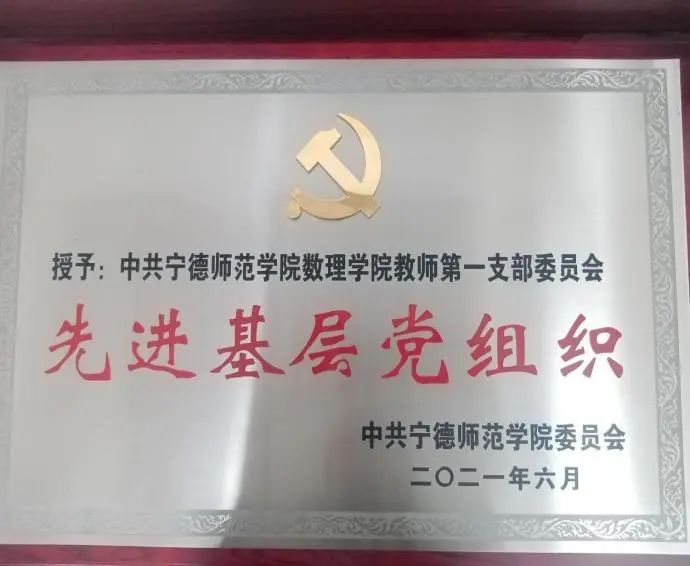 授予：中共宁德师范学院数理学院教师第一支部委员会
先进基层党组织
中共宁德师范学院委员会
二〇二一年六月